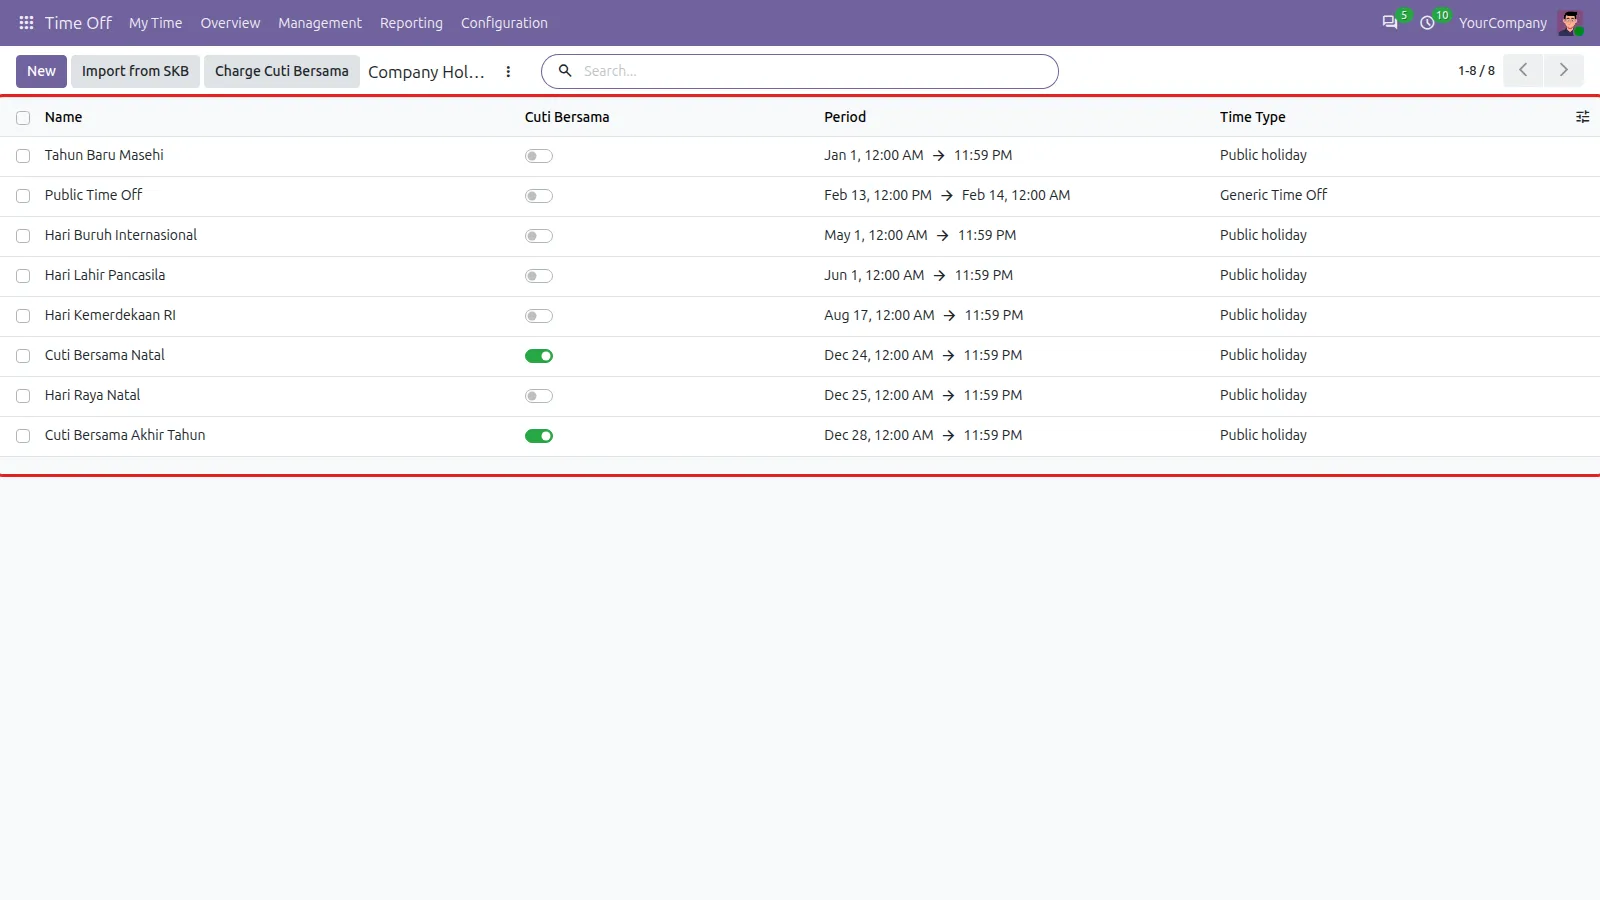 Time Off My Time Overview Management Reporting Configuration 5 10 YourCompany
New Import from SKB Charge Cuti Bersama Company Hol... Search... 1-8 / 8
Name Cuti Bersama Period Time Type
Tahun Baru Masehi Jan 1, 12:00 AM → 11:59 PM Public holiday
Public Time Off Feb 13, 12:00 PM → Feb 14, 12:00 AM Generic Time Off
Hari Buruh Internasional May 1, 12:00 AM → 11:59 PM Public holiday
Hari Lahir Pancasila Jun 1, 12:00 AM → 11:59 PM Public holiday
Hari Kemerdekaan RI Aug 17, 12:00 AM → 11:59 PM Public holiday
Cuti Bersama Natal Dec 24, 12:00 AM → 11:59 PM Public holiday
Hari Raya Natal Dec 25, 12:00 AM → 11:59 PM Public holiday
Cuti Bersama Akhir Tahun Dec 28, 12:00 AM → 11:59 PM Public holiday